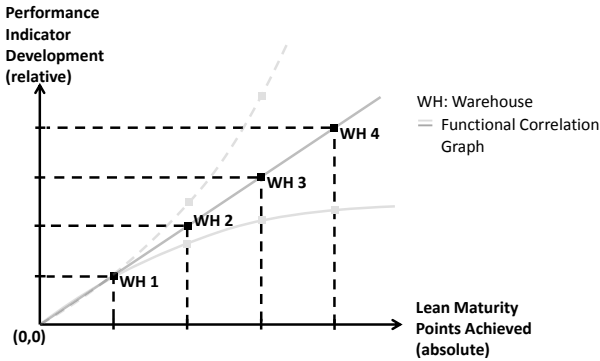 Performance
Indicator
Development
(relative)
WH: Warehouse
Functional Correlation
Graph
WH 4
WH 3
WH 2
WH 1
(0,0)
Lean Maturity
Points Achieved
(absolute)